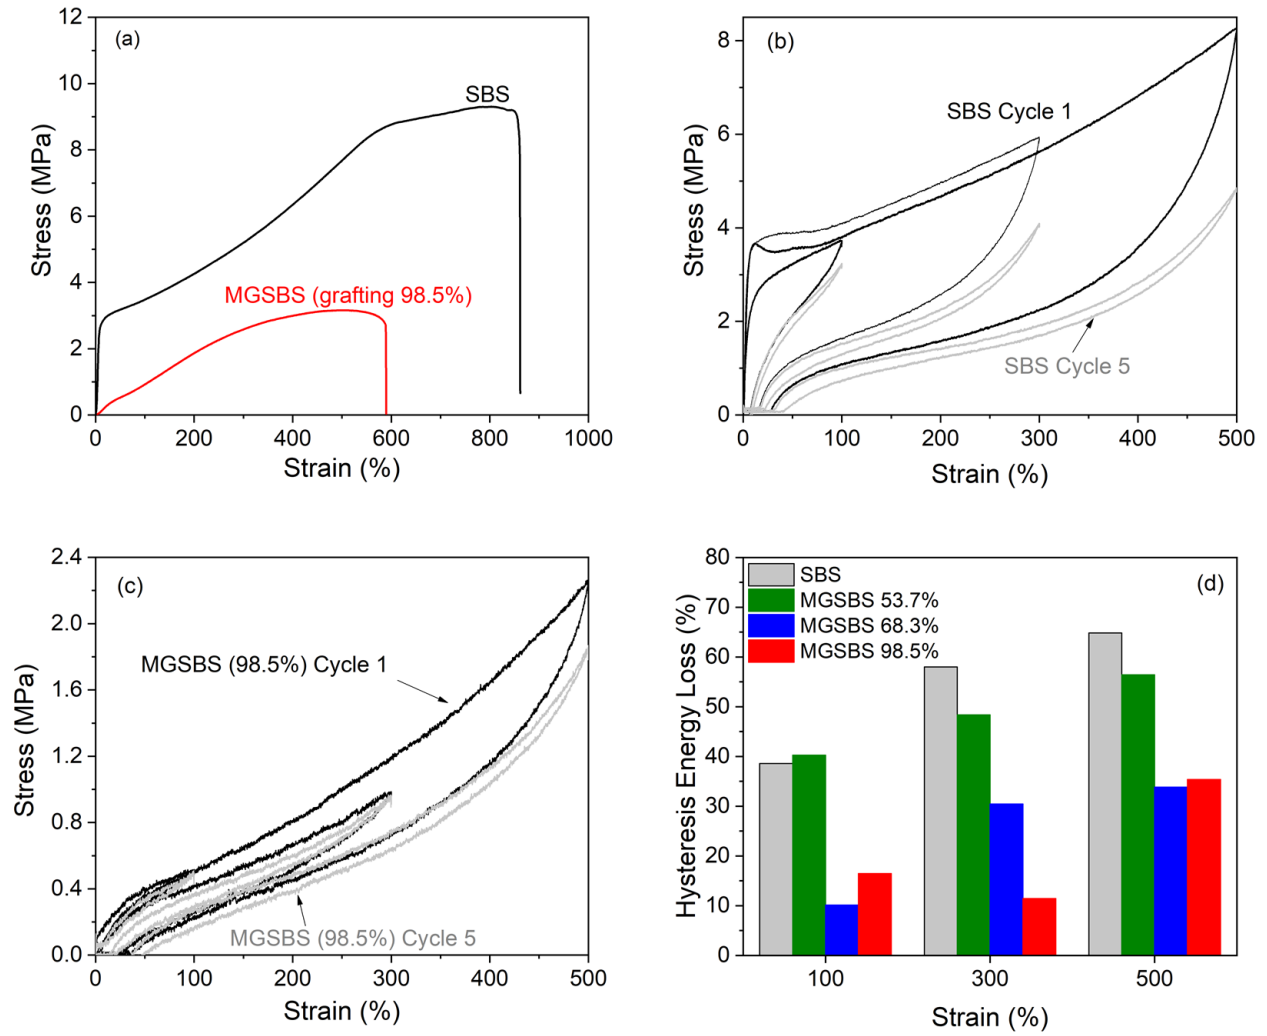 (a)
SBS
MGSBS (grafting 98.5%)
Stress (MPa)
12
10
8
6
4
2
0
0 200 400 600 800 1000
Strain (%)
(b)
SBS Cycle 1
SBS Cycle 5
Stress (MPa)
8
6
4
2
0
0 100 200 300 400 500
Strain (%)
(c)
MGSBS (98.5%) Cycle 1
MGSBS (98.5%) Cycle 5
Stress (MPa)
2.4
2.0
1.6
1.2
0.8
0.4
0.0
0 100 200 300 400 500
Strain (%)
(d)
SBS
MGSBS 53.7%
MGSBS 68.3%
MGSBS 98.5%
Hysteresis Energy Loss (%)
80
70
60
50
40
30
20
10
0
100 300 500
Strain (%)